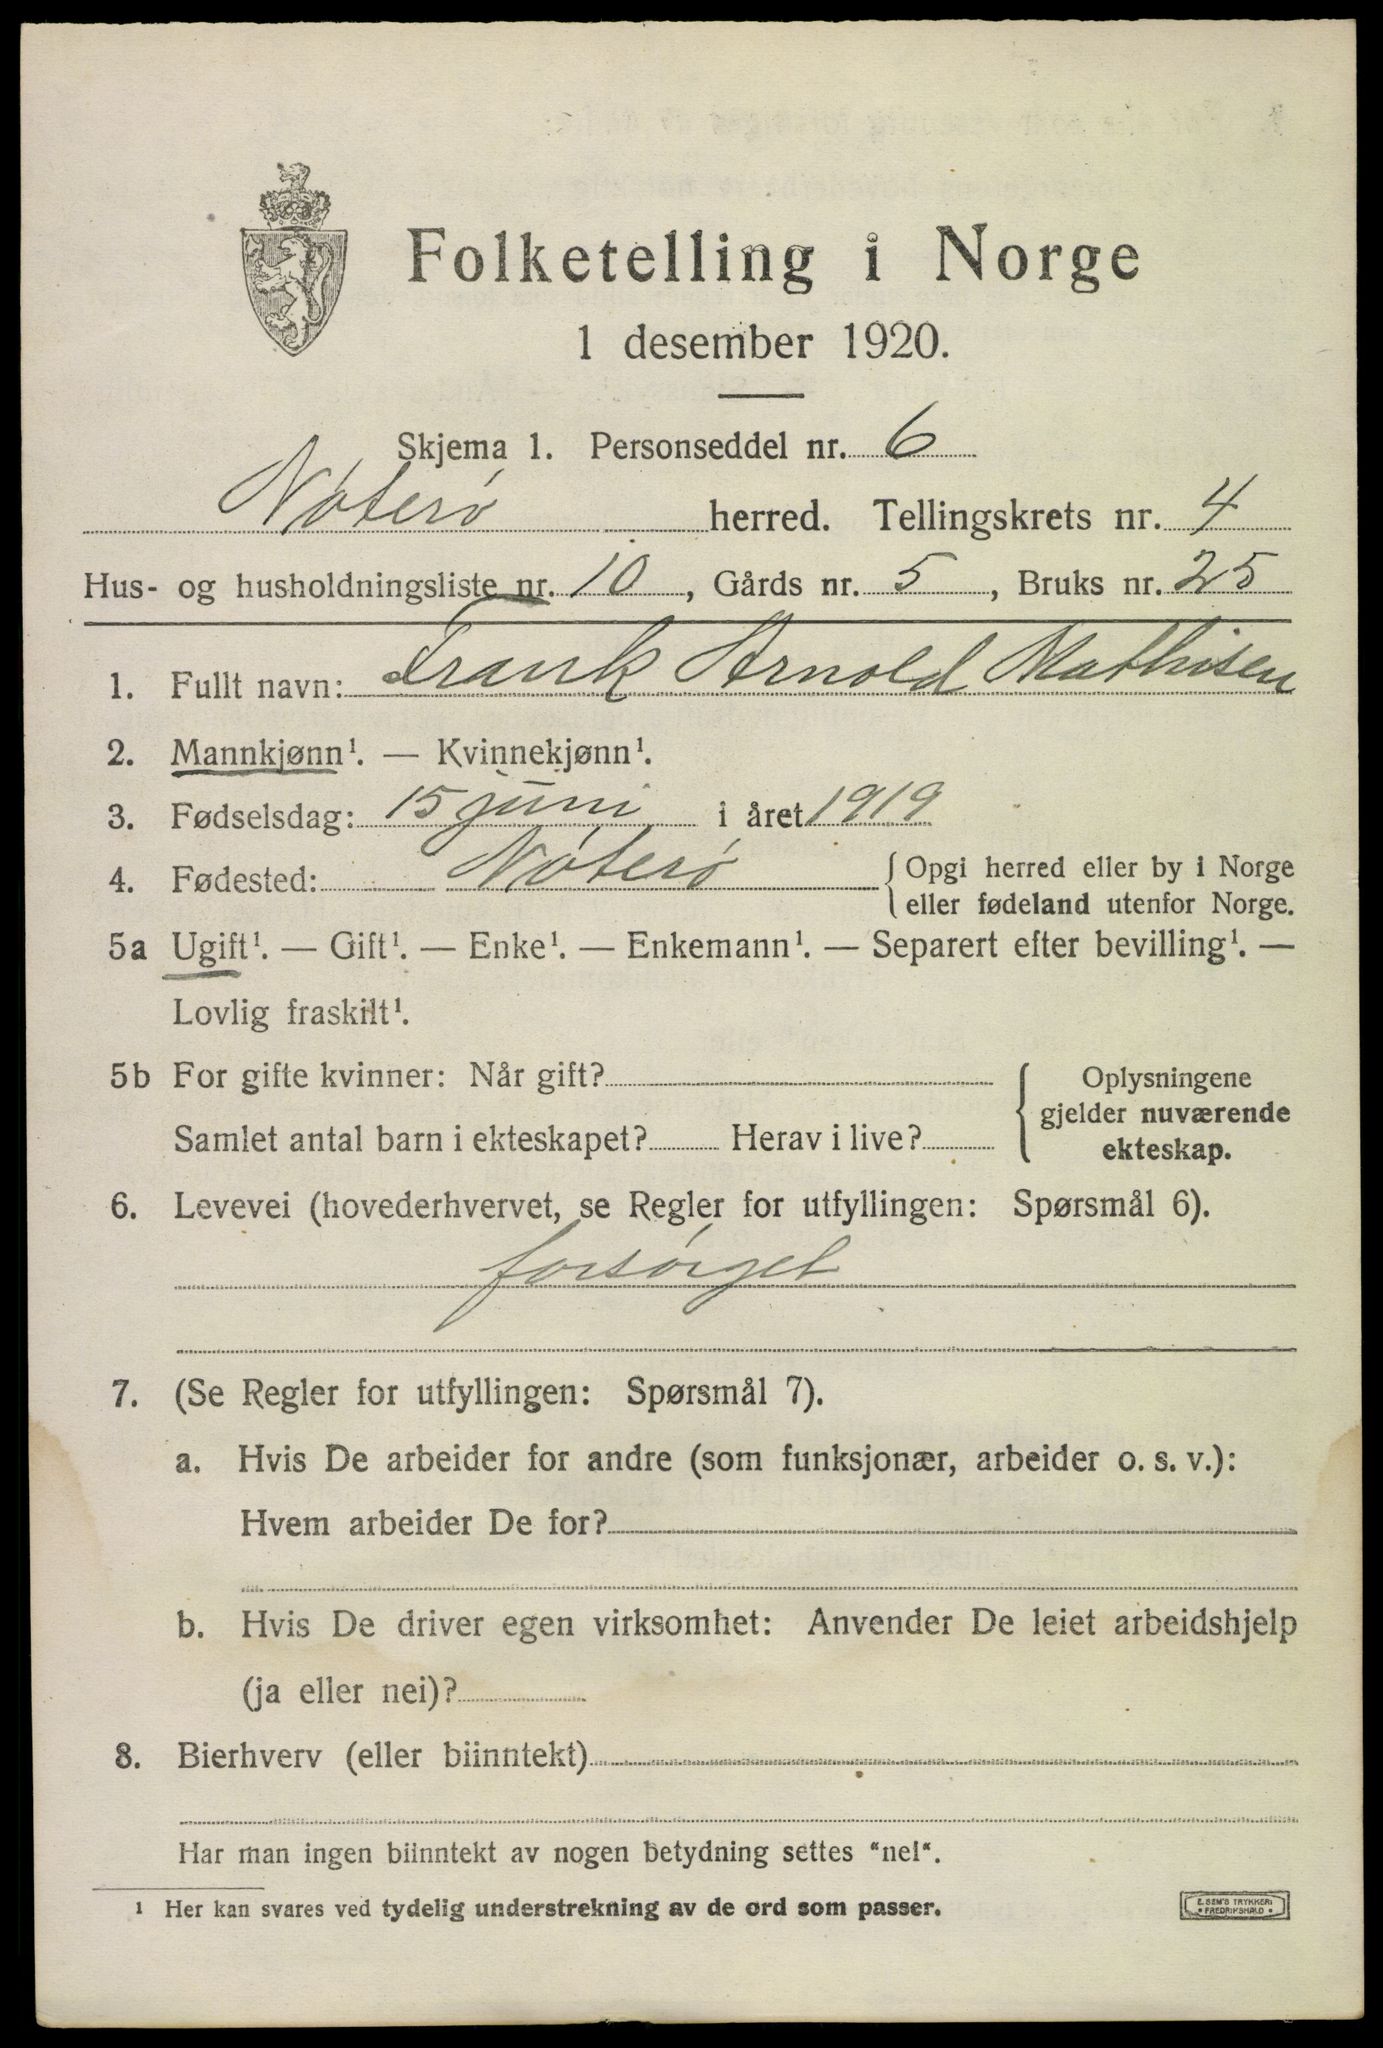 Folketelling i Norge
1 desember 1920.
Skjema 1. Personseddel nr. 6
Nøterø herred. Tellingskrets nr. 4
Hus- og husholdningsliste nr. 10, Gårds nr. 5, Bruks nr. 25
1. Fullt navn: Frank Arnold Mathisen
2. Mannkjønn¹. — Kvinnekjønn¹.
3. Fødselsdag: 15 juni i året 1919
4. Fødested: Nøterø {Opgi herred eller by i Norge
eller fødeland utenfor Norge.
5a Ugift¹. — Gift¹. — Enke¹. — Enkemann¹. — Separert efter bevilling¹. —
Lovlig fraskilt¹.
5b For gifte kvinner: Når gift? { Oplysningene
gjelder nuværende
Samlet antal barn i ekteskapet? Herav i live?
ekteskap.
6. Levevei (hovederhvervet, se Regler for utfyllingen: Spørsmål 6).
forsørget
7. (Se Regler for utfyllingen: Spørsmål 7).
a. Hvis De arbeider for andre (som funksjonær, arbeider o. s. v.):
Hvem arbeider De for?
b. Hvis De driver egen virksomhet: Anvender De leiet arbeidshjelp
(ja eller nei)?
8. Bierhverv (eller biinntekt)
Har man ingen biinntekt av nogen betydning settes "nei".
¹ Her kan svares ved tydelig understrekning av de ord som passer.
E. SEM'S TRYKKERI
• FREDRIKSHALD •